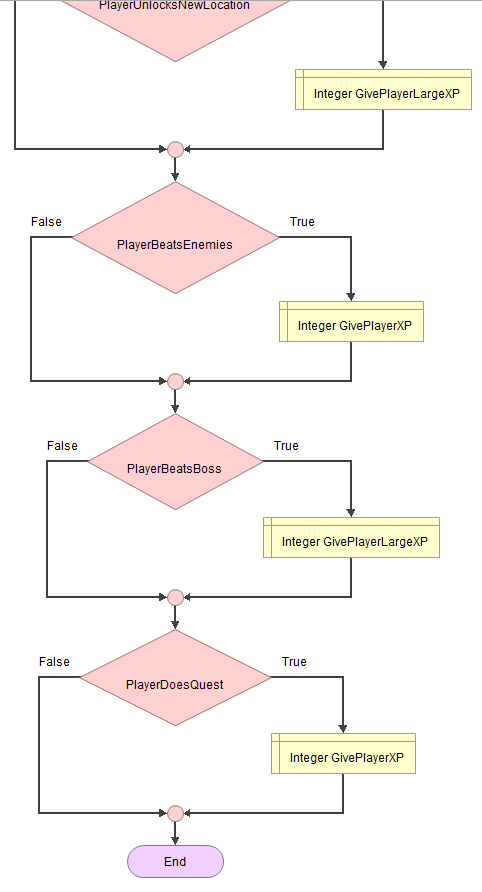 PlayerUnlocksNewLocation
Integer GivePlayerLargeXP
False
True
PlayerBeatsEnemies
Integer GivePlayerXP
False
True
PlayerBeatsBoss
Integer GivePlayerLargeXP
False
True
PlayerDoesQuest
Integer GivePlayerXP
End